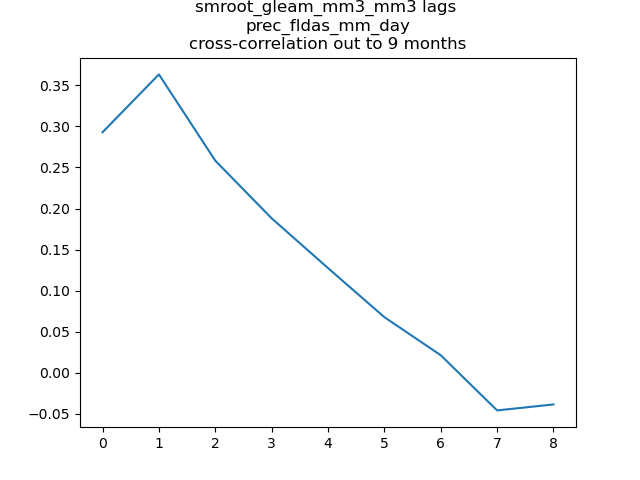 smroot_gleam_mm3_mm3 lags
prec_fldas_mm_day
cross-correlation out to 9 months
0.35
0.30
0.25
0.20
0.15
0.10
0.05
0.00
−0.05
0 1 2 3 4 5 6 7 8